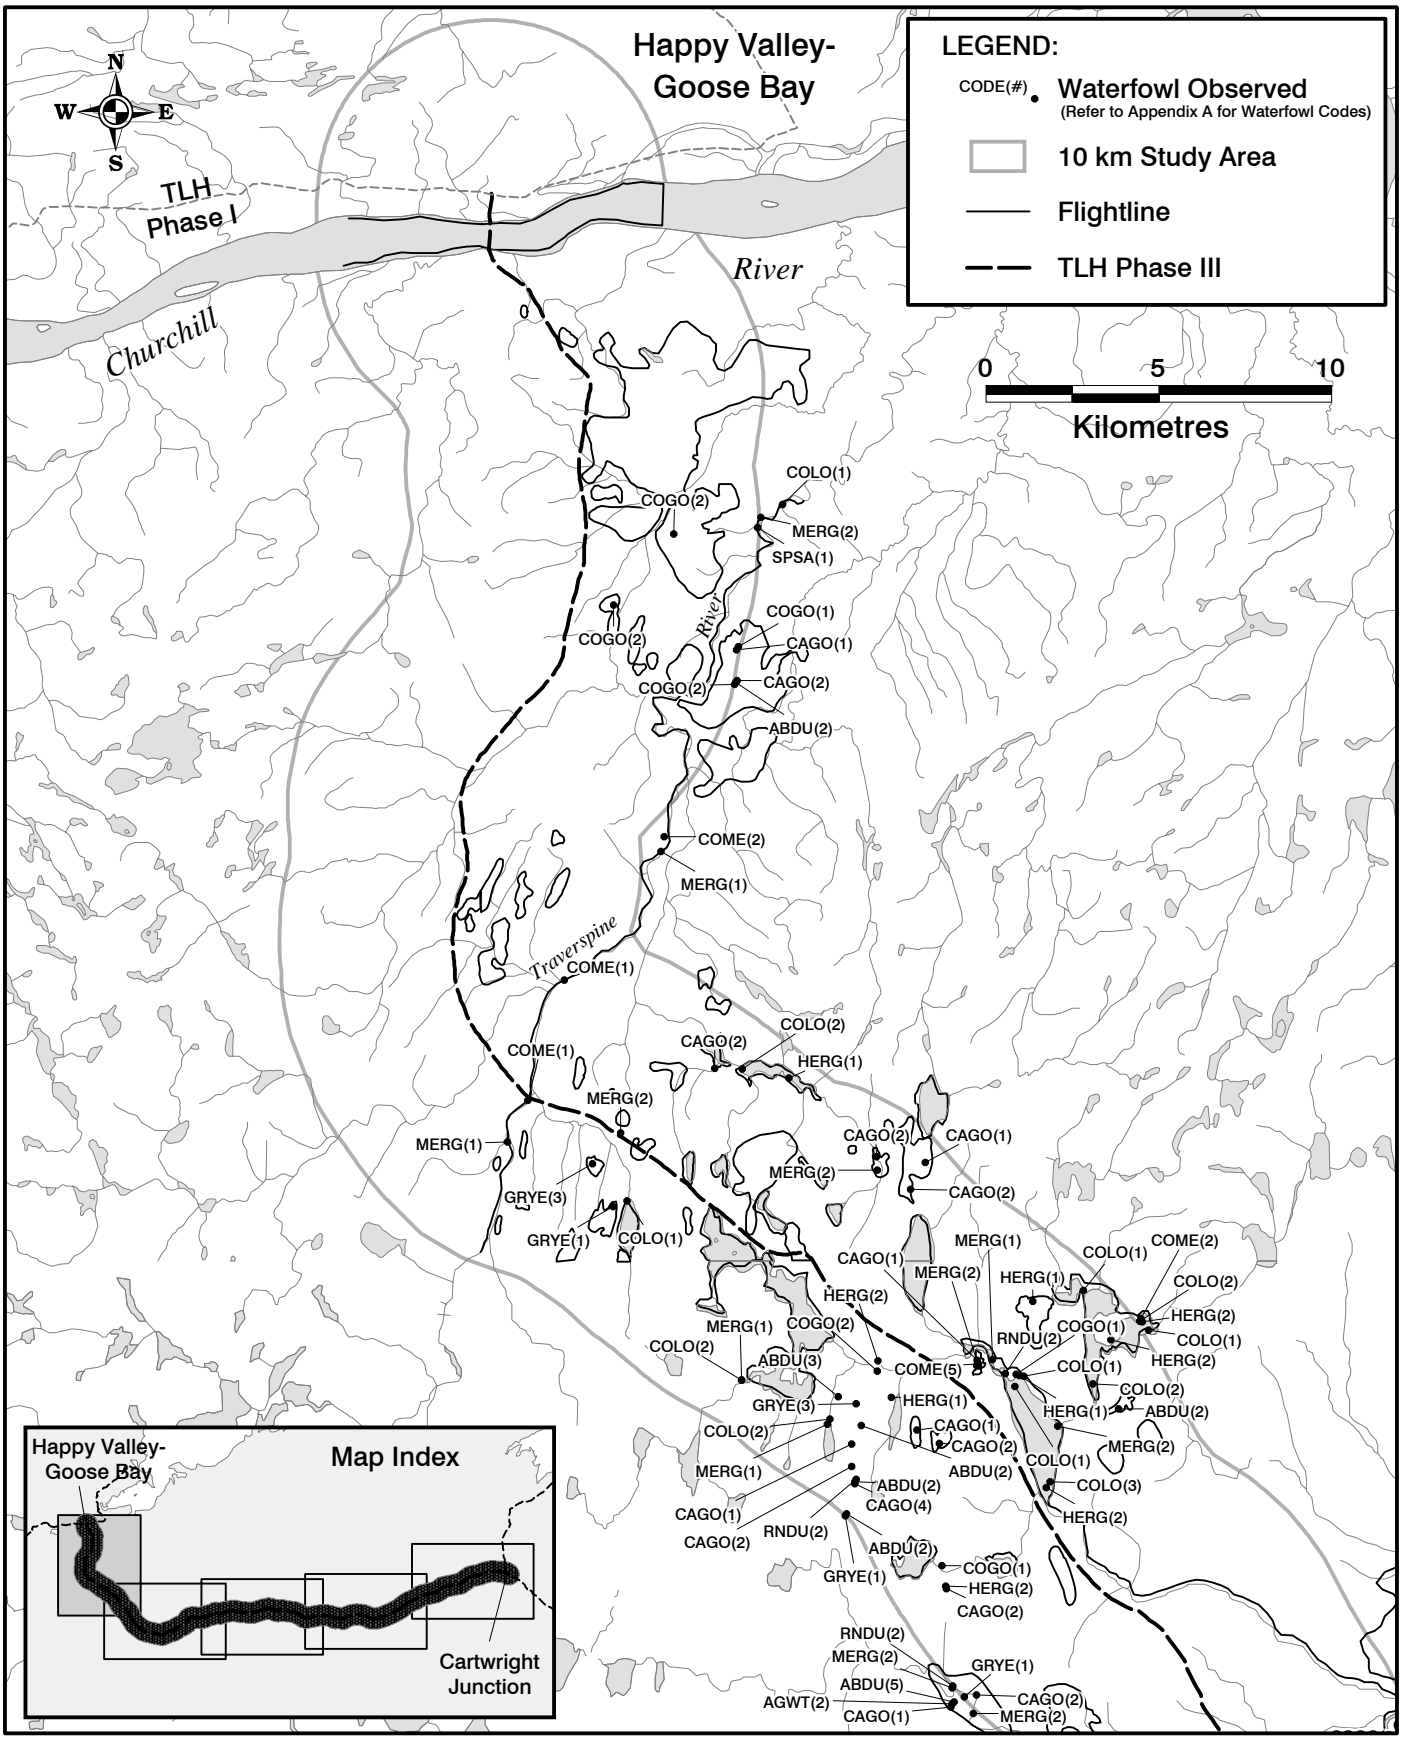 Happy Valley-
Goose Bay
LEGEND:
CODE(#)
Waterfowl Observed
(Refer to Appendix A for Waterfowl Codes)
10 km Study Area
Flightline
TLH Phase III
N
W
E
S
TLH
Phase I
River
Churchill
0
5
10
Kilometres
COLO(1)
COGO(2)
MERG(2)
SPSA(1)
River
COGO(1)
COGO(2)
CAGO(1)
COGO(2)
CAGO(2)
ABDU(2)
COME(2)
MERG(1)
Traverspine
COME(1)
COLO(2)
CAGO(2)
COME(1)
HERG(1)
MERG(2)
MERG(1)
CAGO(2)
CAGO(1)
MERG(2)
GRYE(3)
CAGO(2)
GRYE(1)
COLO(1)
MERG(1)
COME(2)
CAGO(1)
COLO(1)
MERG(2)
HERG(1)
COLO(2)
HERG(2)
HERG(2)
MERG(1)
COGO(2)
COGO(1)
RNDU(2)
COLO(1)
COLO(2)
ABDU(3)
HERG(2)
COME(5)
COLO(1)
COLO(2)
GRYE(3)
HERG(1)
HERG(1)
ABDU(2)
COLO(2)
CAGO(1)
CAGO(2)
MERG(2)
MERG(1)
ABDU(2)
COLO(1)
ABDU(2)
COLO(3)
CAGO(4)
CAGO(1)
HERG(2)
RNDU(2)
CAGO(2)
ABDU(2)
GRYE(1)
COGO(1)
HERG(2)
CAGO(2)
RNDU(2)
MERG(2)
GRYE(1)
ABDU(5)
AGWT(2)
CAGO(2)
CAGO(1)
MERG(2)
Happy Valley-
Goose Bay
Map Index
Cartwright
Junction